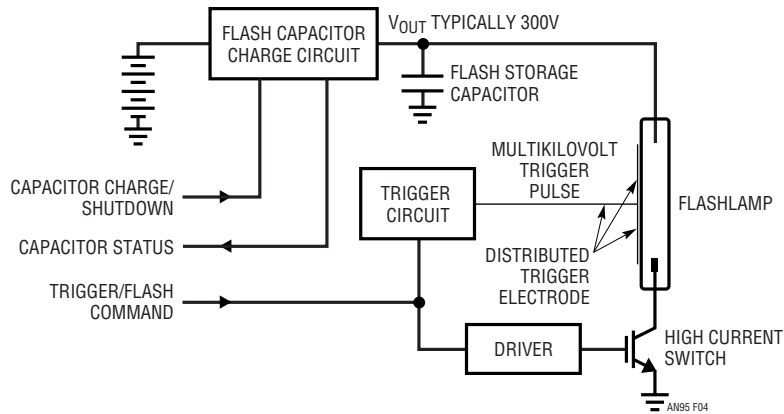 FLASH CAPACITOR
CHARGE CIRCUIT
VOUT TYPICALLY 300V
FLASH STORAGE
CAPACITOR
MULTIKILOVOLT
TRIGGER
PULSE
CAPACITOR CHARGE/
SHUTDOWN
TRIGGER
CIRCUIT
FLASHLAMP
CAPACITOR STATUS
DISTRIBUTED
TRIGGER
ELECTRODE
TRIGGER/FLASH
COMMAND
DRIVER
HIGH CURRENT
SWITCH
AN95 F04